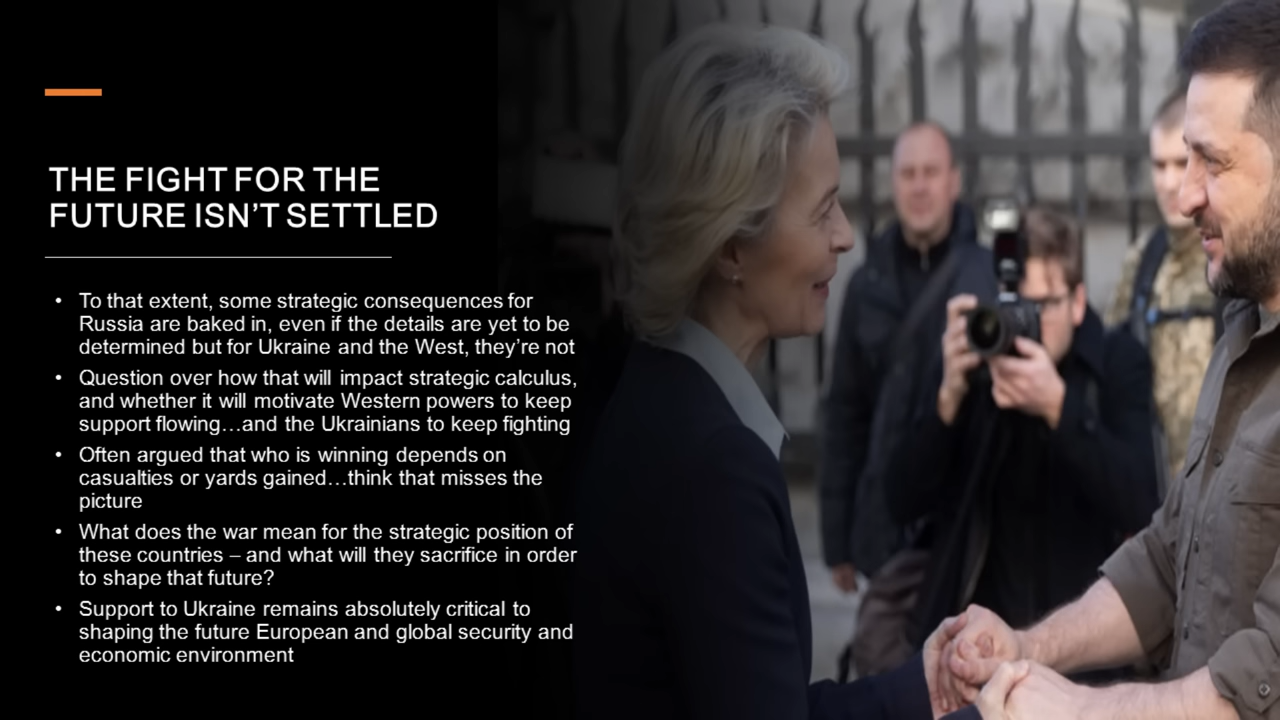 THE FIGHT FOR THE
FUTURE ISN’T SETTLED
• To that extent, some strategic consequences for
Russia are baked in, even if the details are yet to be
determined but for Ukraine and the West, they’re not
• Question over how that will impact strategic calculus,
and whether it will motivate Western powers to keep
support flowing…and the Ukrainians to keep fighting
• Often argued that who is winning depends on
casualties or yards gained…think that misses the
picture
• What does the war mean for the strategic position of
these countries – and what will they sacrifice in order
to shape that future?
• Support to Ukraine remains absolutely critical to
shaping the future European and global security and
economic environment